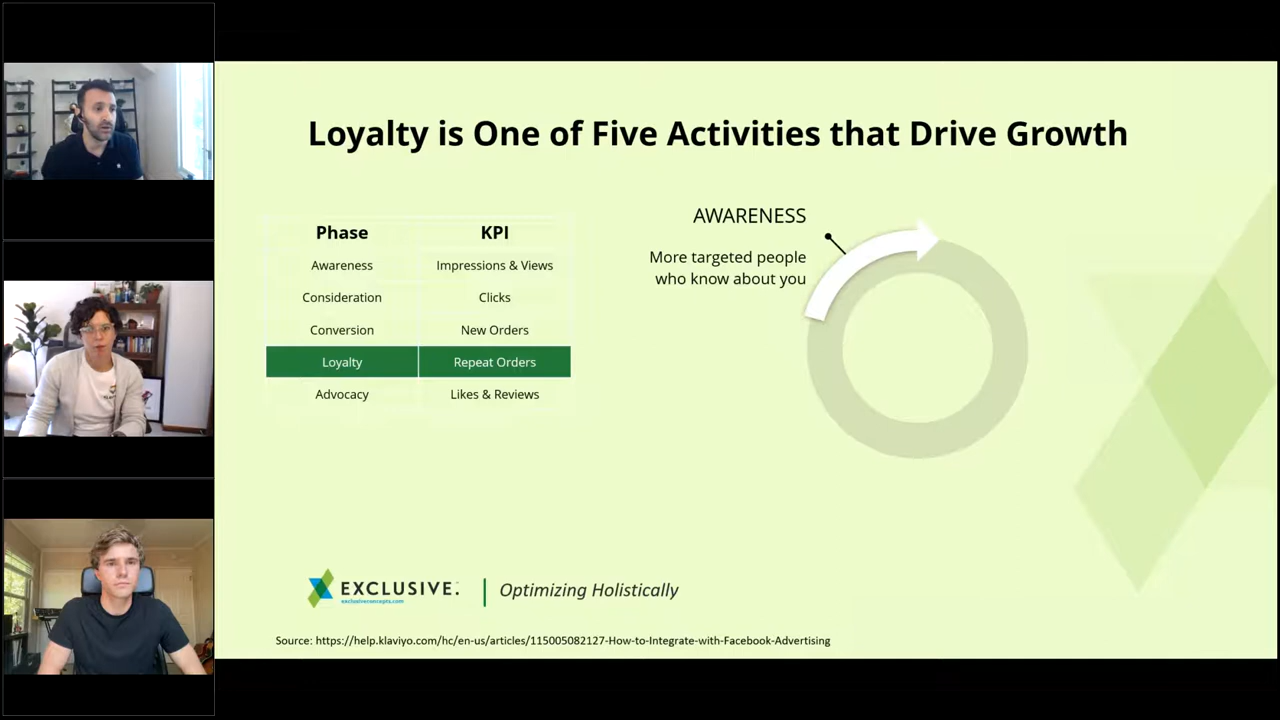 Loyalty is One of Five Activities that Drive Growth
Phase KPI
Awareness Impressions & Views
Consideration Clicks
Conversion New Orders
Loyalty Repeat Orders
Advocacy Likes & Reviews
AWARENESS
More targeted people
who know about you
EXCLUSIVE
exclusiveconcepts.com
Optimizing Holistically
Source: https://help.klaviyo.com/hc/en-us/articles/115005082127-How-to-Integrate-with-Facebook-Advertising